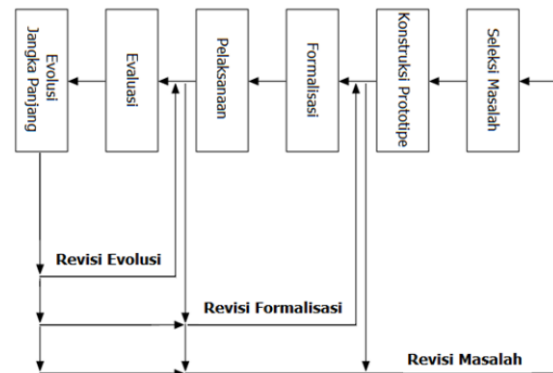 Evolusi
Jangka Panjang
Evaluasi
Pelaksanaan
Formalisasi
Konstruksi Prototipe
Seleksi Masalah
Revisi Evolusi
Revisi Formalisasi
Revisi Masalah